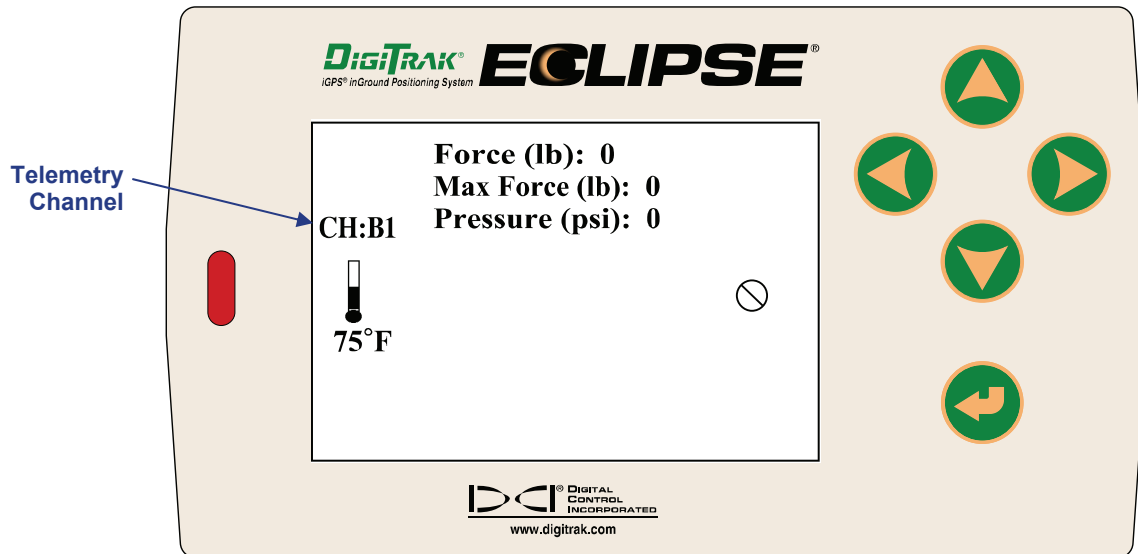 DIGITRAK®
iGPS® inGround Positioning System
ECLIPSE®
Telemetry
Channel
Force (lb): 0
Max Force (lb): 0
Pressure (psi): 0
CH:B1
75°F
DCI® DIGITAL
CONTROL
INCORPORATED
www.digitrak.com